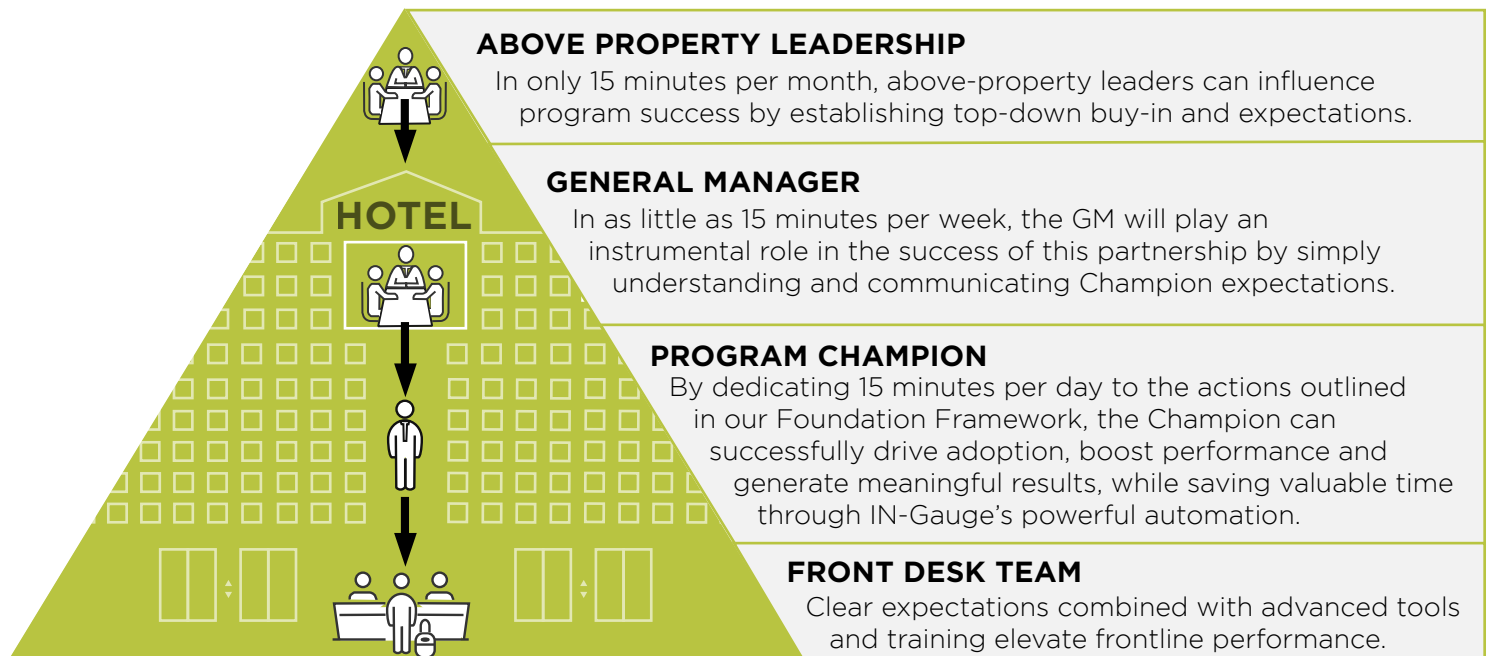 ABOVE PROPERTY LEADERSHIP
In only 15 minutes per month, above-property leaders can influence
program success by establishing top-down buy-in and expectations.
HOTEL
GENERAL MANAGER
In as little as 15 minutes per week, the GM will play an
instrumental role in the success of this partnership by simply
understanding and communicating Champion expectations.
PROGRAM CHAMPION
By dedicating 15 minutes per day to the actions outlined
in our Foundation Framework, the Champion can
successfully drive adoption, boost performance and
generate meaningful results, while saving valuable time
through IN-Gauge’s powerful automation.
FRONT DESK TEAM
Clear expectations combined with advanced tools
and training elevate frontline performance.